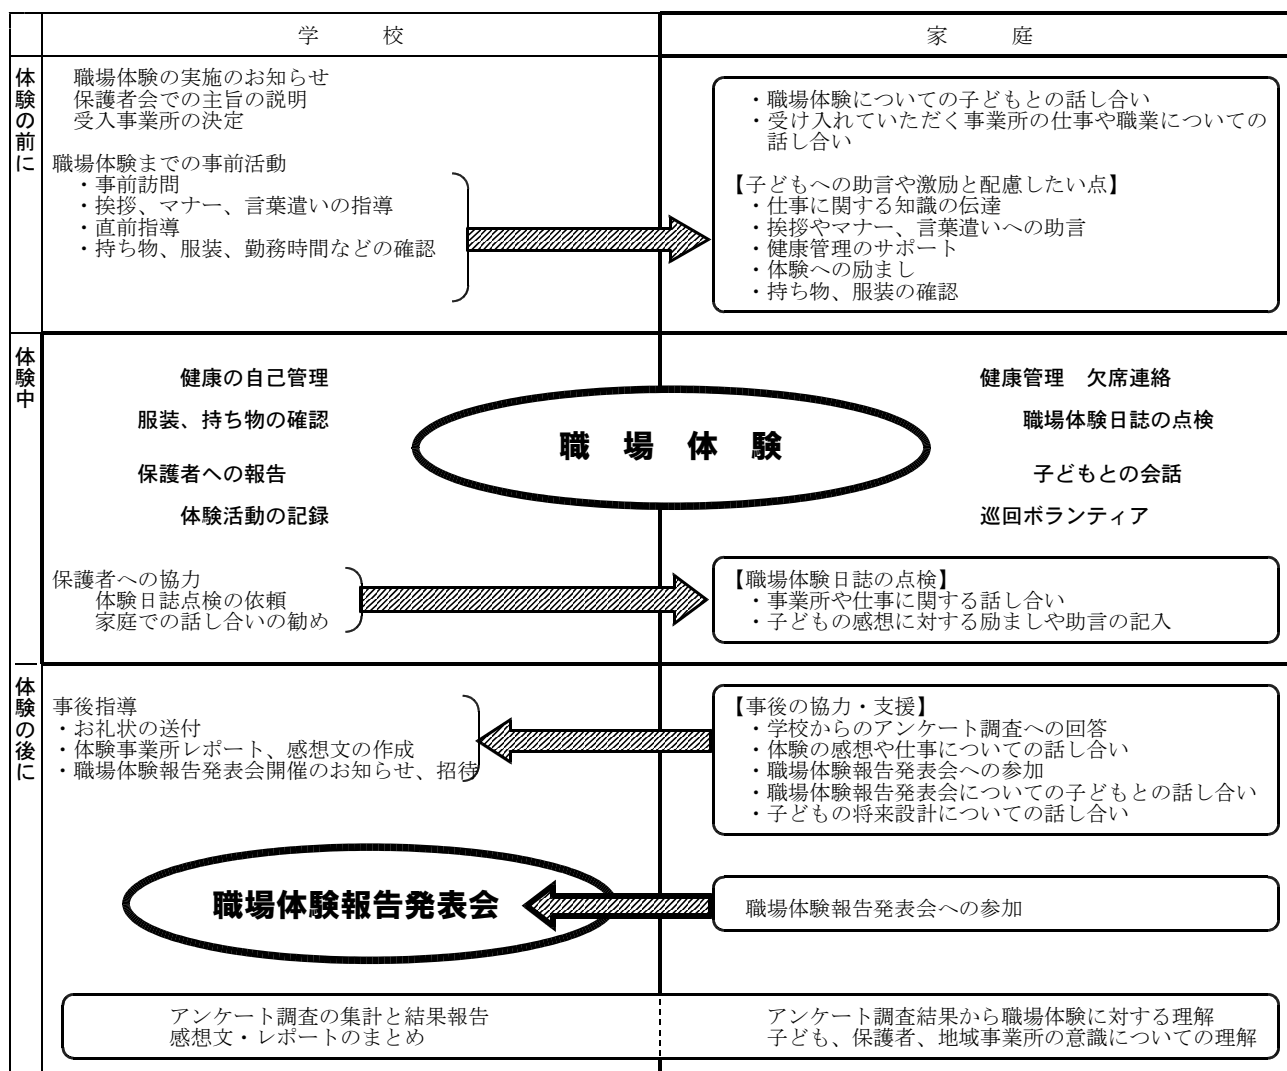 学　校
家　庭
体験の前に
職場体験の実施のお知らせ
保護者会での主旨の説明
受入事業所の決定
職場体験までの事前活動
・事前訪問
・挨拶、マナー、言葉遣いの指導
・直前指導
・持ち物、服装、勤務時間などの確認
・職場体験についての子どもとの話し合い
・受け入れていただく事業所の仕事や職業についての
話し合い
【子どもへの助言や激励と配慮したい点】
・仕事に関する知識の伝達
・挨拶やマナー、言葉遣いへの助言
・健康管理のサポート
・体験への励まし
・持ち物、服装の確認
体験中
健康の自己管理
服装、持ち物の確認
保護者への報告
体験活動の記録
職　場　体　験
健康管理　欠席連絡
職場体験日誌の点検
子どもとの会話
巡回ボランティア
保護者への協力
体験日誌点検の依頼
家庭での話し合いの勧め
【職場体験日誌の点検】
・事業所や仕事に関する話し合い
・子どもの感想に対する励ましや助言の記入
体験の後に
事後指導
・お礼状の送付
・体験事業所レポート、感想文の作成
・職場体験報告発表会開催のお知らせ、招待
【事後の協力・支援】
・学校からのアンケート調査への回答
・体験の感想や仕事についての話し合い
・職場体験報告発表会への参加
・職場体験報告発表会についての子どもとの話し合い
・子どもの将来設計についての話し合い
職場体験報告発表会
職場体験報告発表会への参加
アンケート調査の集計と結果報告
感想文・レポートのまとめ
アンケート調査結果から職場体験に対する理解
子ども、保護者、地域事業所の意識についての理解